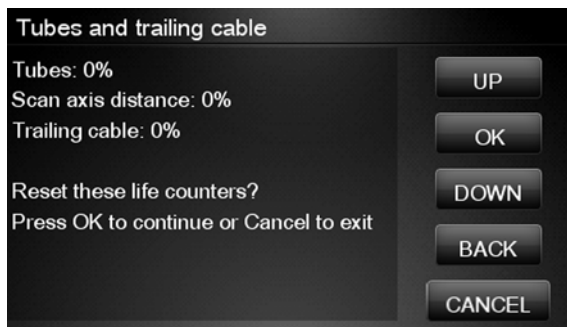 Tubes and trailing cable
Tubes: 0%
Scan axis distance: 0%
Trailing cable: 0%
Reset these life counters?
Press OK to continue or Cancel to exit
UP
OK
DOWN
BACK
CANCEL